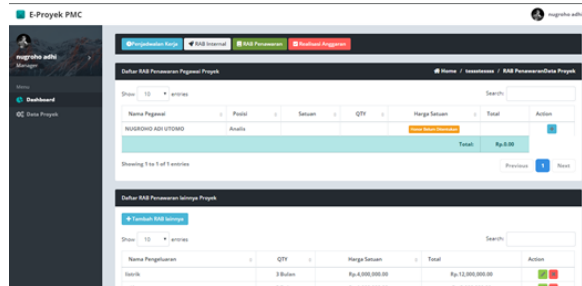 E-Proyek PMC
nugroho adhi
nugroho adhi
Manager
Penjadwalan Kerja RAB Internal RAB Penawaran Realisasi Anggaran
Menu
Dashboard
Data Proyek
Daftar RAB Penawaran Pegawai Proyek
Home / / RAB PenawaranData Proyek
Show 10 entries
Search:
Nama Pegawai Posisi Satuan QTY Harga Satuan Total Action
NUGROHO ADI UTOMO Analis
Total: Rp.0.00
Showing 1 to 1 of 1 entries
Previous 1 Next
Daftar RAB Penawaran lainnya Proyek
+ Tambah RAB lainnya
Show 10 entries
Search:
Nama Pengeluaran QTY Harga Satuan Total Action
listrik 3 Bulan Rp.4,000,000.00 Rp.12,000,000.00